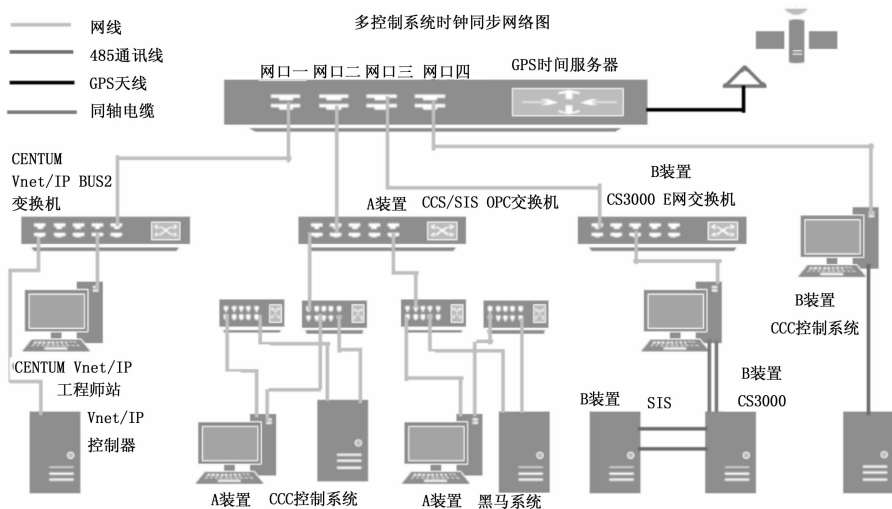 多控制系统时钟同步网络图
网线
485通讯线
GPS天线
同轴电缆
网口一 网口二 网口三 网口四
GPS时间服务器
CENTUM
Vnet/IP BUS2
变换机
A装置 CCS/SIS OPC交换机
B装置
CS3000 E网交换机
B装置
CCC控制系统
CENTUM Vnet/IP
工程师站
Vnet/IP
控制器
B装置 SIS
B装置
CS3000
A装置 CCC控制系统
A装置 黑马系统